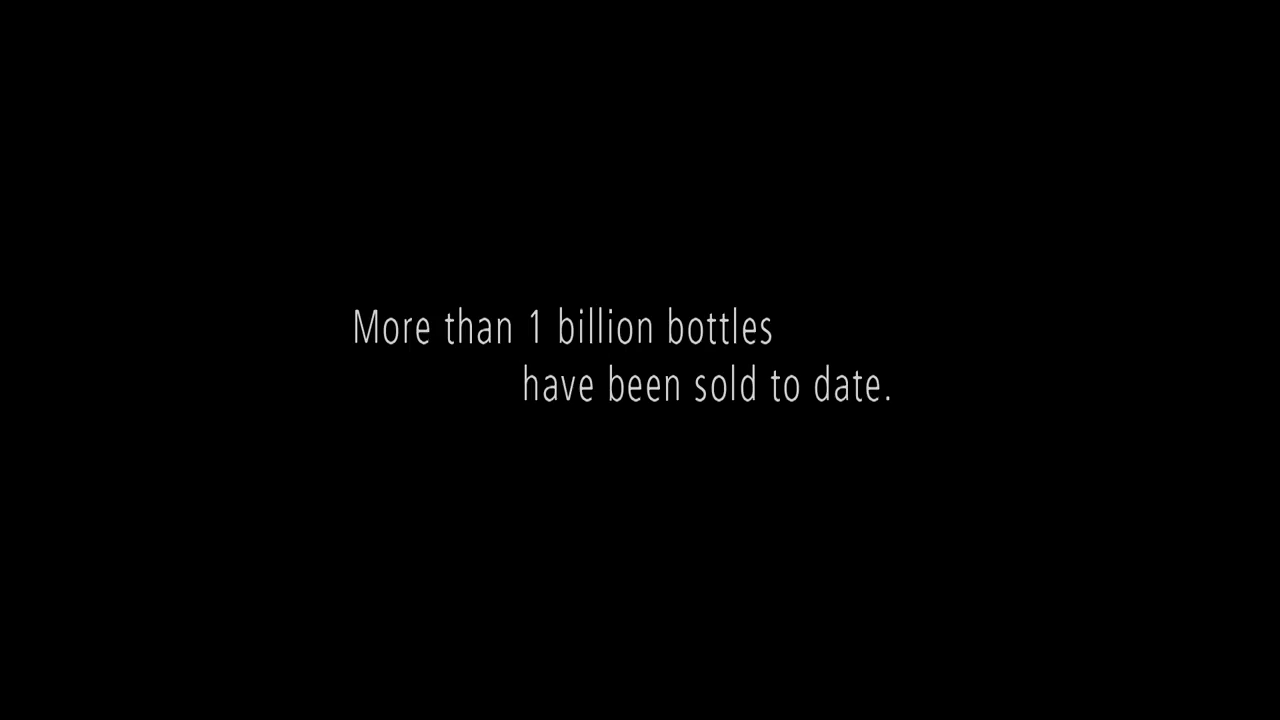 More than 1 billion bottles
have been sold to date.